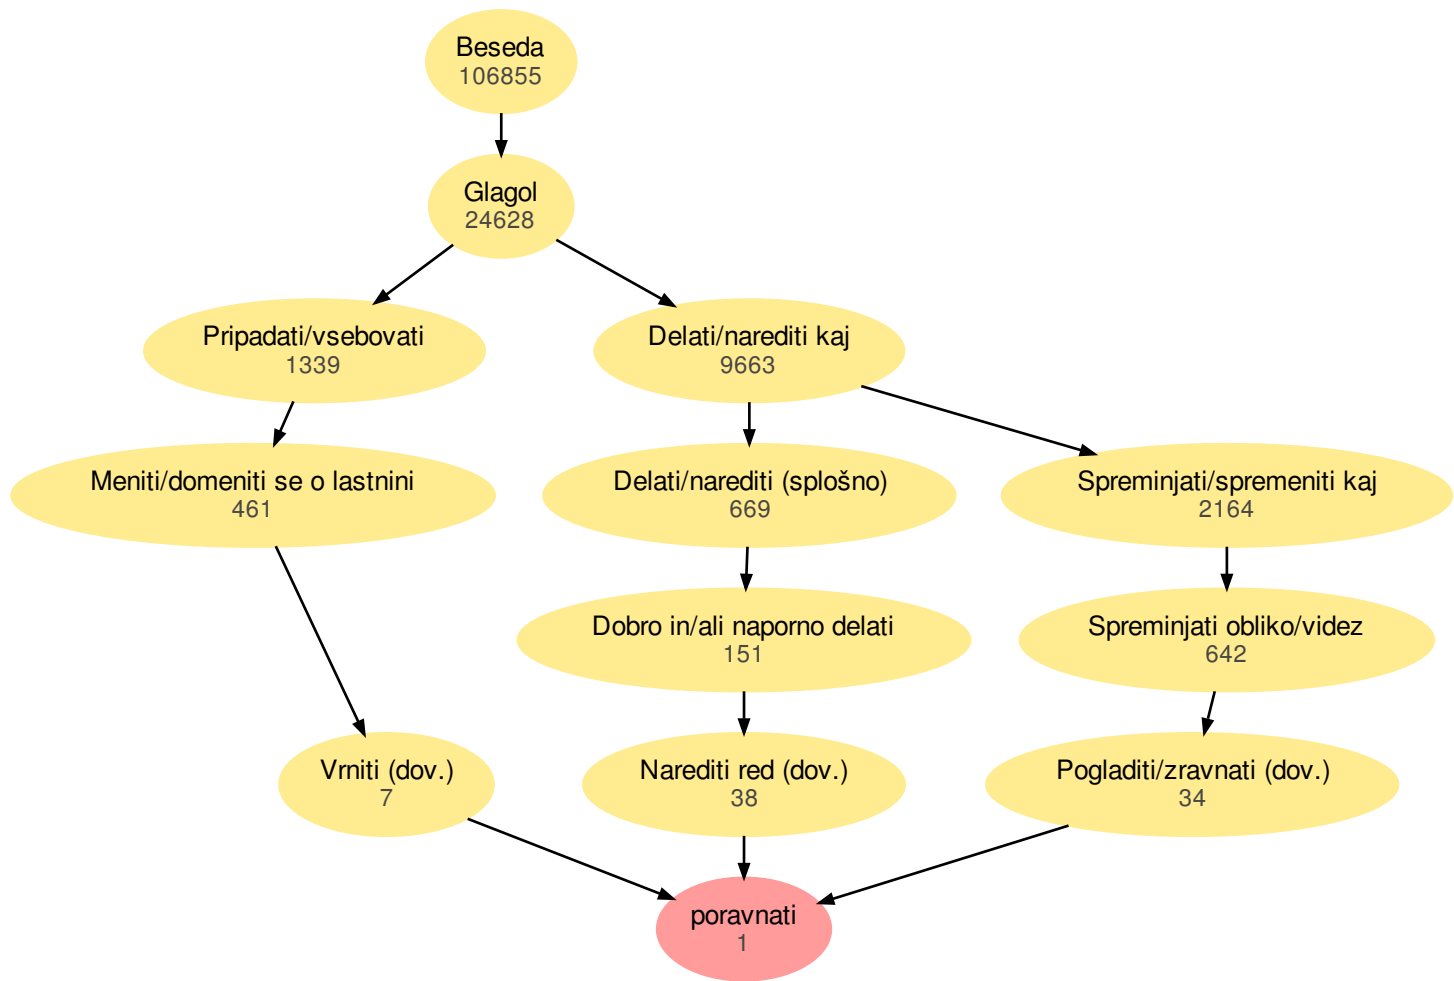 Beseda
106855
Glagol
24628
Pripadati/vsebovati
1339
Delati/narediti kaj
9663
Meniti/domeniti se o lastnini
461
Delati/narediti (splošno)
669
Spreminjati/spremeniti kaj
2164
Dobro in/ali naporno delati
151
Spreminjati obliko/videz
642
Vrniti (dov.)
7
Narediti red (dov.)
38
Pogladiti/zravnati (dov.)
34
poravnati
1